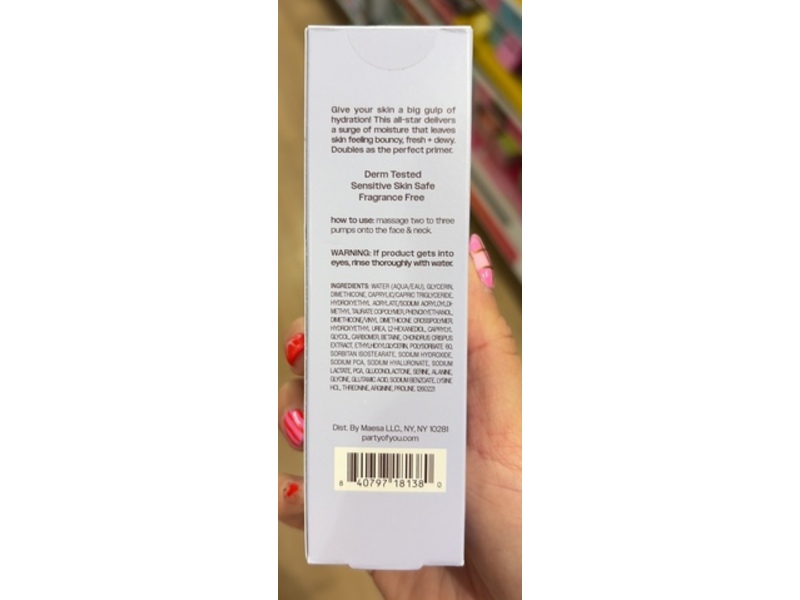 Give your skin a big gulp of
hydration! This all-star delivers
a surge of moisture that leaves
skin feeling bouncy, fresh + dewy.
Doubles as the perfect primer.
Derm Tested
Sensitive Skin Safe
Fragrance Free
how to use: massage two to three
pumps onto the face & neck.
WARNING: If product gets into
eyes, rinse thoroughly with water.
INGREDIENTS: WATER (AQUA/EAU), GLYCERIN,
DIMETHICONE, CAPRYLIC/CAPRIC TRIGLYCERIDE,
HYDROXYETHYL ACRYLATE/SODIUM ACRYLOYLDI-
METHYL TAURATE COPOLYMER, PHENOXYETHANOL,
DIMETHICONE/VINYL DIMETHICONE CROSSPOLYMER,
HYDROXYETHYL UREA, 1,2-HEXANEDIOL, CAPRYLYL
GLYCOL, CARBOMER, BETAINE, CHONDRUS CRISPUS
EXTRACT, ETHYLHEXYLGLYCERIN, POLYSORBATE 60,
SORBITAN ISOSTEARATE, SODIUM HYDROXIDE,
SODIUM PCA, SODIUM HYALURONATE, SODIUM
LACTATE, PCA, GLUCONOLACTONE, SERINE, ALANINE,
GLYCINE, GLUTAMIC ACID, SODIUM BENZOATE, LYSINE
HCL, THREONINE, ARGININE, PROLINE. 1260221
Dist. By Maesa LLC., NY, NY 10281
partyofyou.com
8 40797 18138 0